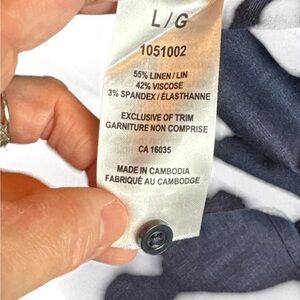 L/G
1051002
55% LINEN/LIN
42% VISCOSE
3% SPANDEX/ÉLASTHANNE
EXCLUSIVE OF TRIM
GARNITURE NON COMPRISE
CA 16035
MADE IN CAMBODIA
FABRIQUÉ AU CAMBODGE